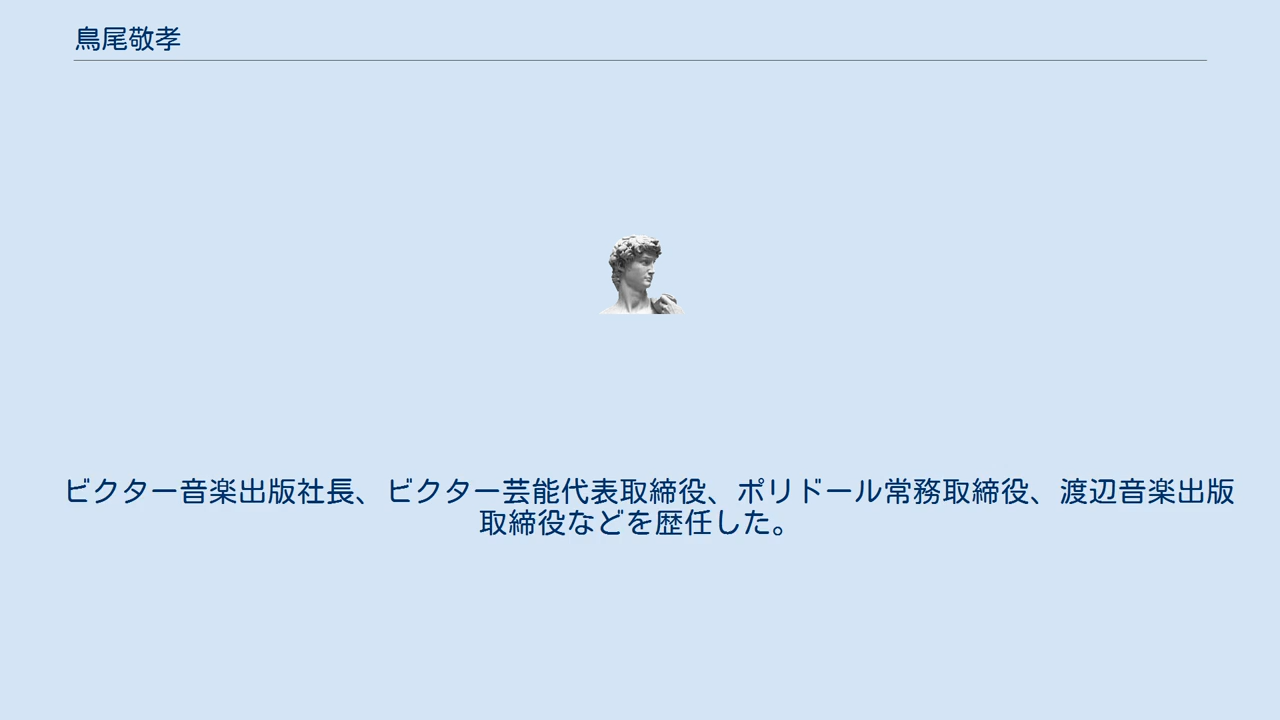 鳥尾敬孝
ビクター音楽出版社長、ビクター芸能代表取締役、ポリドール常務取締役、渡辺音楽出版
取締役などを歴任した。